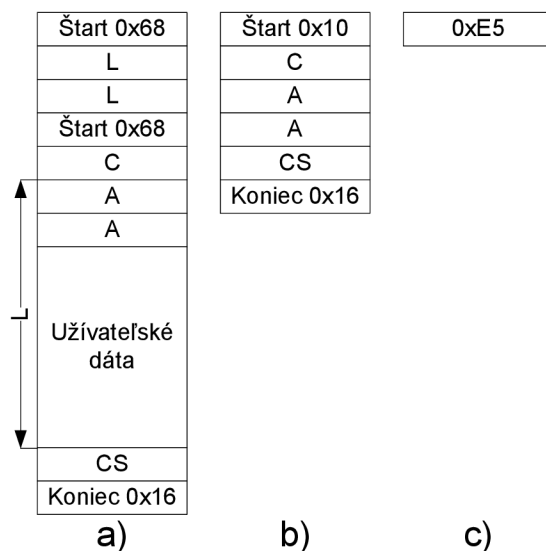 Štart 0x68
L
L
Štart 0x68
C
A
A
L
Užívateľské
dáta
CS
Koniec 0x16
a)
Štart 0x10
C
A
A
CS
Koniec 0x16
b)
0xE5
c)